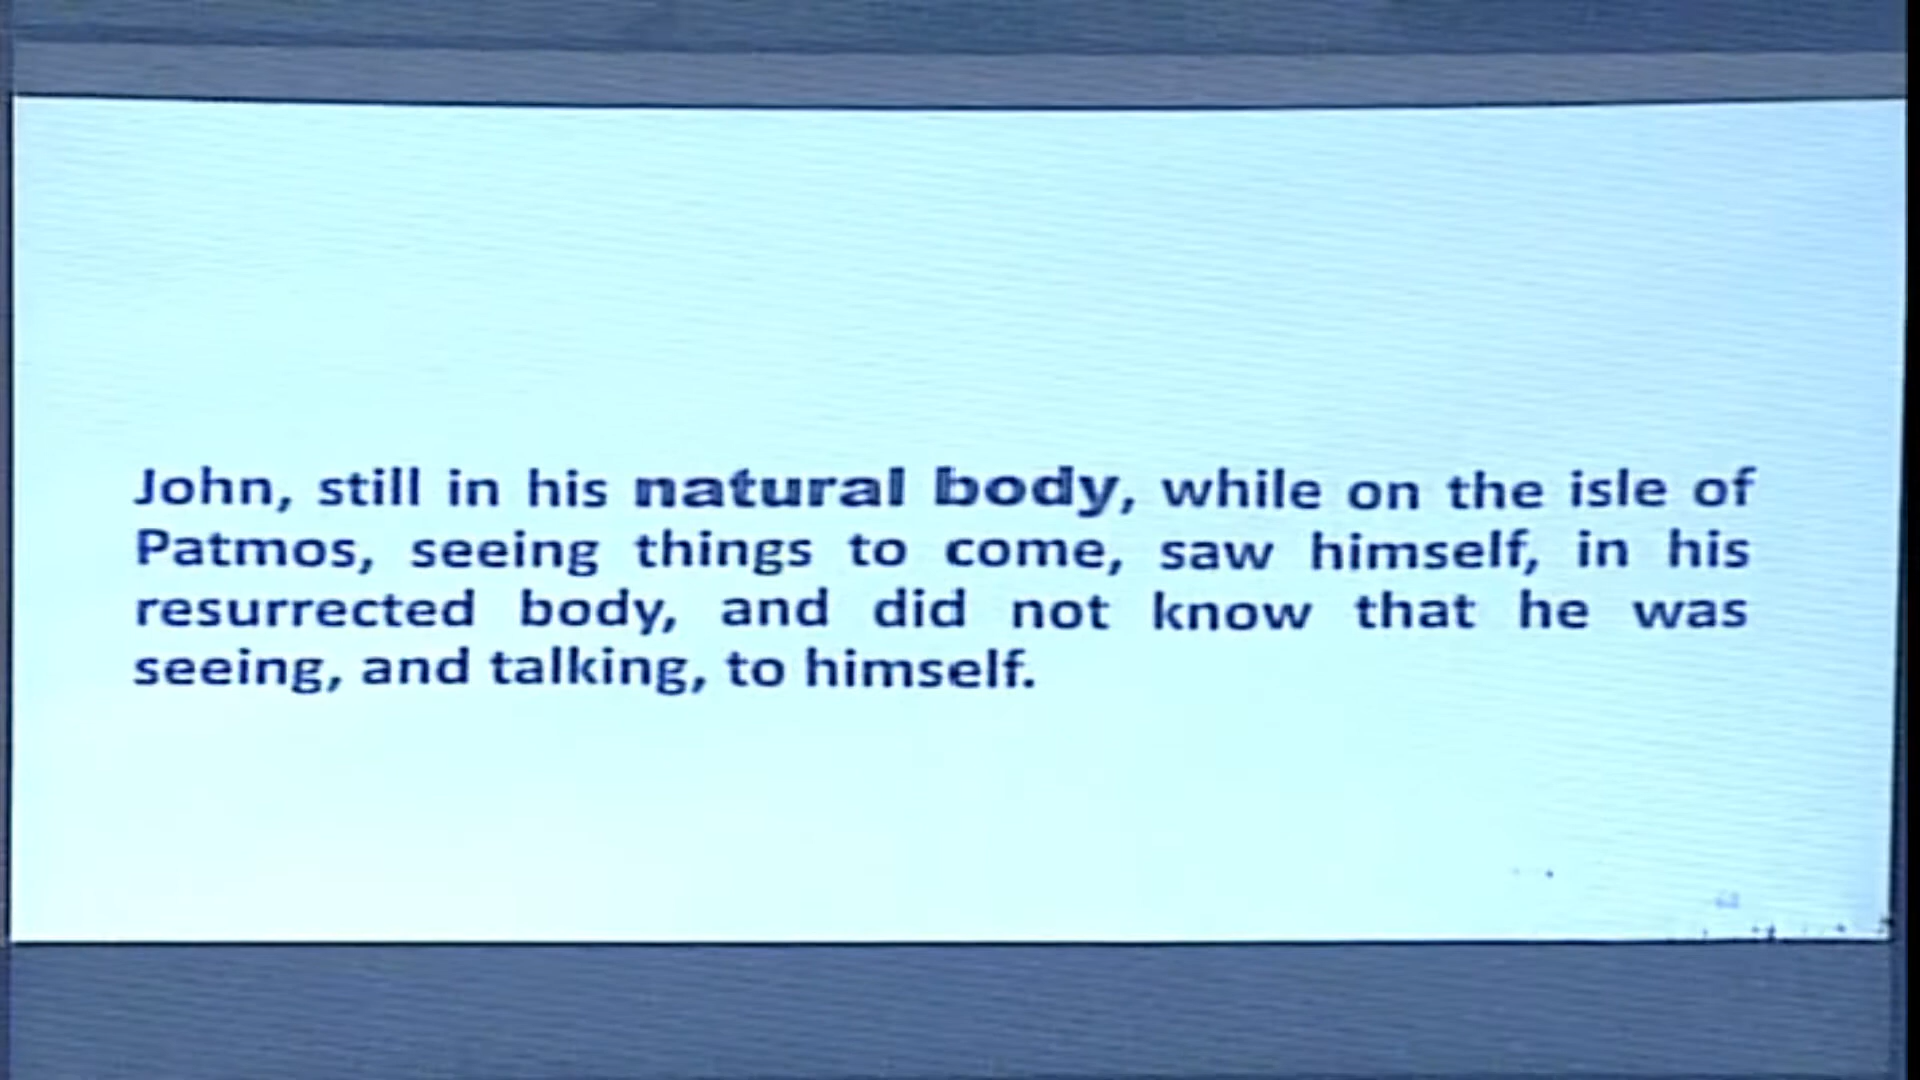 John, still in his natural body, while on the isle of
Patmos, seeing things to come, saw himself, in his
resurrected body, and did not know that he was
seeing, and talking, to himself.